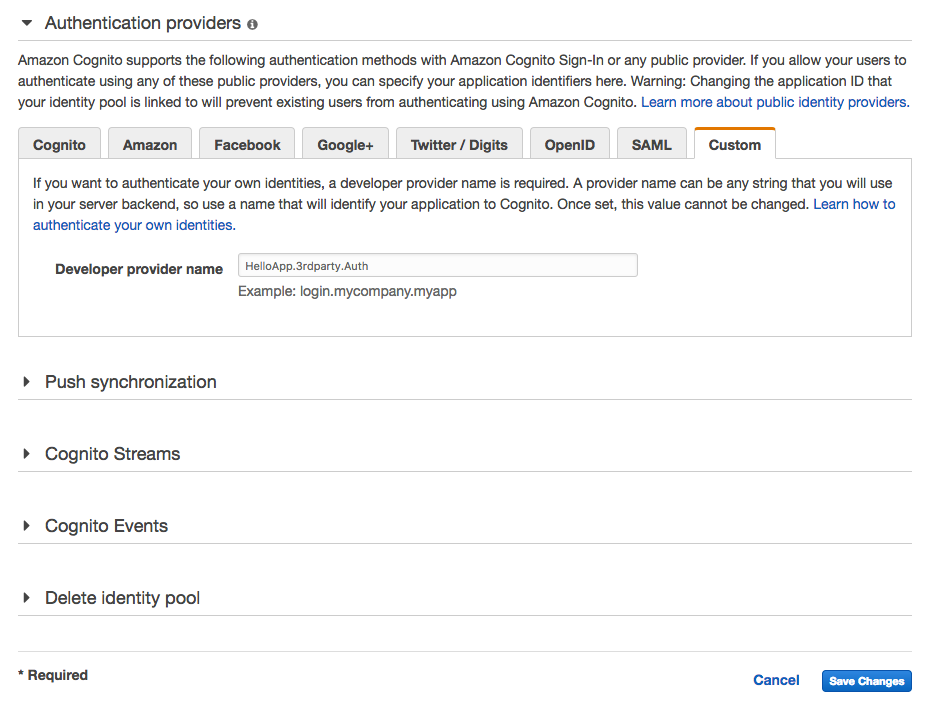 Authentication providers
Amazon Cognito supports the following authentication methods with Amazon Cognito Sign-In or any public provider. If you allow your users to
authenticate using any of these public providers, you can specify your application identifiers here. Warning: Changing the application ID that
your identity pool is linked to will prevent existing users from authenticating using Amazon Cognito. Learn more about public identity providers.
Cognito Amazon Facebook Google+ Twitter / Digits OpenID SAML Custom
If you want to authenticate your own identities, a developer provider name is required. A provider name can be any string that you will use
in your server backend, so use a name that will identify your application to Cognito. Once set, this value cannot be changed. Learn how to
authenticate your own identities.
Developer provider name HelloApp.3rdparty.Auth
Example: login.mycompany.myapp
Push synchronization
Cognito Streams
Cognito Events
Delete identity pool
* Required
Cancel Save Changes